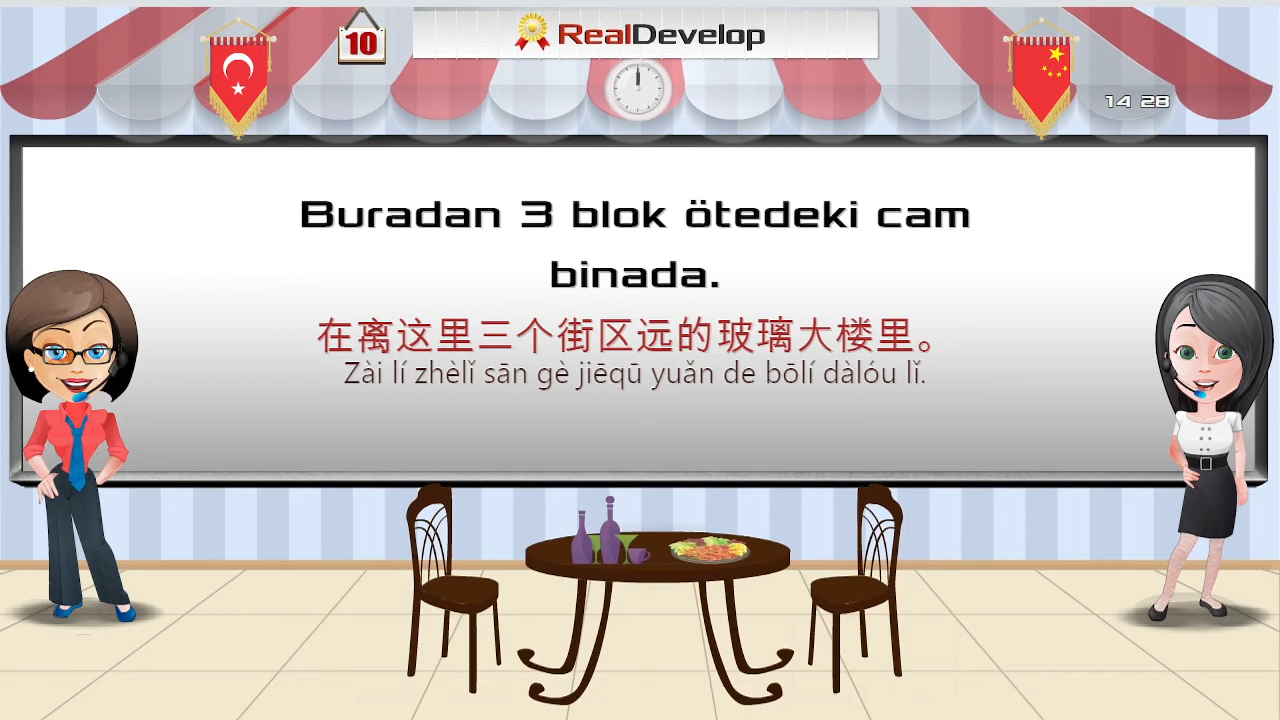 10
RealDevelop
14 28
Buradan 3 blok ötedeki cam
binada.
在离这里三个街区远的玻璃大楼里。
Zài lí zhèlǐ sān gè jiēqū yuǎn de bōlí dàlóu lǐ.